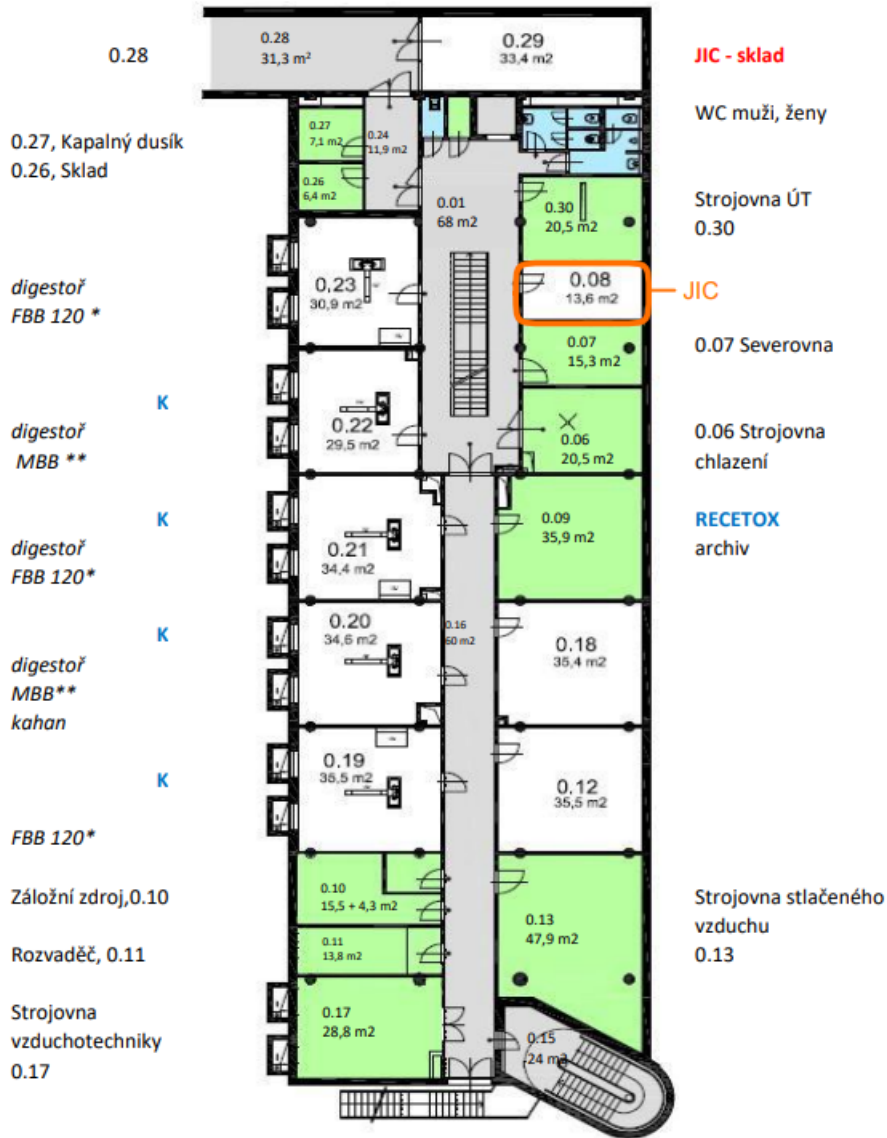 0.28
0.27, Kapalný dusík
0.26, Sklad
digestoř
FBB 120 *
K
digestoř
MBB **
K
digestoř
FBB 120*
K
digestoř
MBB**
kahan
K
FBB 120*
Záložní zdroj,0.10
Rozvaděč, 0.11
Strojovna
vzduchotechniky
0.17
0.28
31,3 m²
0.29
33,4 m2
0.27
7,1 m2
0.24
11,9 m2
0.26
6,4 m2
0.01
68 m2
0.30
20,5 m2
0,23
30,9 m2
0.08
13,6 m2
0.07
15,3 m2
0.22
29,5 m2
0.06
20,5 m2
0.21
34,4 m2
0.09
35,9 m2
0.20
34,6 m2
0.16
60 m2
0.18
35,4 m2
0.19
35,5 m2
0.12
35,5 m2
0.10
15,5 + 4,3 m2
0.11
13,8 m2
0.13
47,9 m2
0.17
28,8 m2
0.15
24 m2
JIC - sklad
WC muži, ženy
Strojovna ÚT
0.30
JIC
0.07 Severovna
0.06 Strojovna
chlazení
RECETOX
archiv
Strojovna stlačeného
vzduchu
0.13